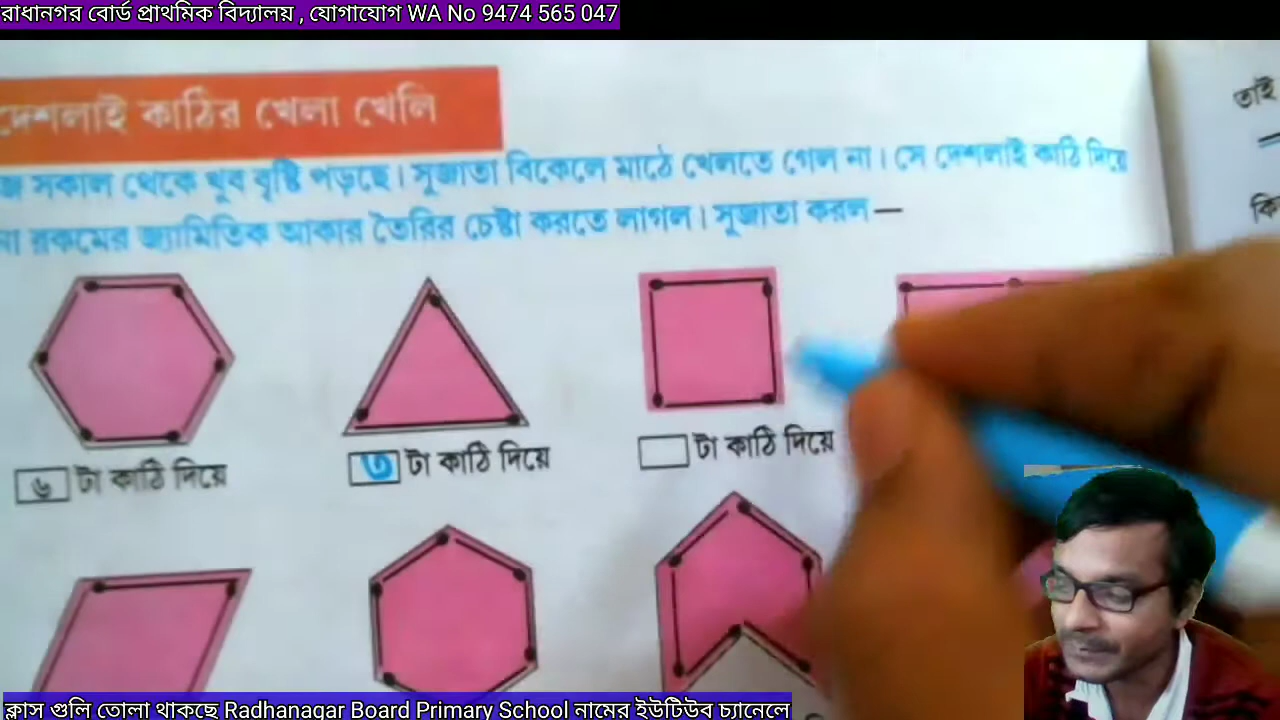 রাধানগর বোর্ড প্রাথমিক বিদ্যালয় , যোগাযোগ WA No 9474 565 047
দেশলাই কাঠির খেলা খেলি
তাই
সকাল থেকে খুব বৃষ্টি পড়ছে। সুজাতা বিকেলে মাঠে খেলতে গেল না। সে দেশলাই কাঠি দিয়ে
রকমের জ্যামিতিক আকার তৈরির চেষ্টা করতে লাগল। সুজাতা করল—
৬ টা কাঠি দিয়ে
৩ টা কাঠি দিয়ে
টা কাঠি দিয়ে
ক্লাস গুলি তোলা থাকছে Radhanagar Board Primary School নামের ইউটিউব চ্যানেলে